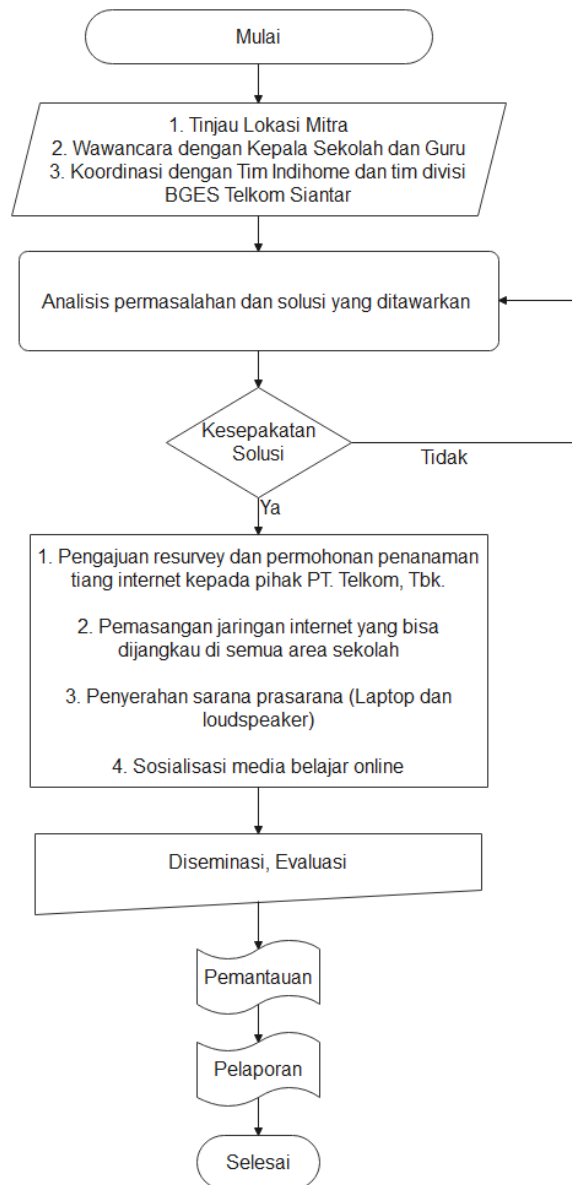 Mulai
1. Tinjau Lokasi Mitra
2. Wawancara dengan Kepala Sekolah dan Guru
3. Koordinasi dengan Tim Indihome dan tim divisi
BGES Telkom Siantar
Analisis permasalahan dan solusi yang ditawarkan
Kesepakatan
Solusi
Tidak
Ya
1. Pengajuan resurvey dan permohonan penanaman
tiang internet kepada pihak PT. Telkom, Tbk.
2. Pemasangan jaringan internet yang bisa
dijangkau di semua area sekolah
3. Penyerahan sarana prasarana (Laptop dan
loudspeaker)
4. Sosialisasi media belajar online
Diseminasi, Evaluasi
Pemantauan
Pelaporan
Selesai